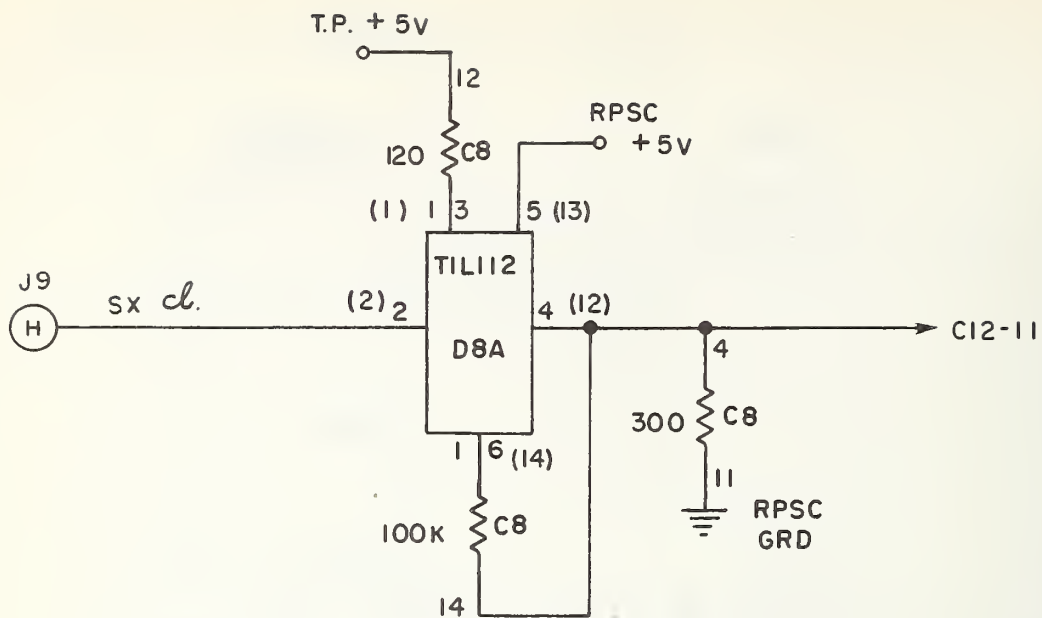 T.P. + 5V
12
120 C8
RPSC
+ 5V
(1) 1 3
5 (13)
J9
H
sx cl.
(2) 2
TIL112
D8A
4 (12)
C12-11
4
300 C8
11
RPSC
GRD
1 6 (14)
100K C8
14